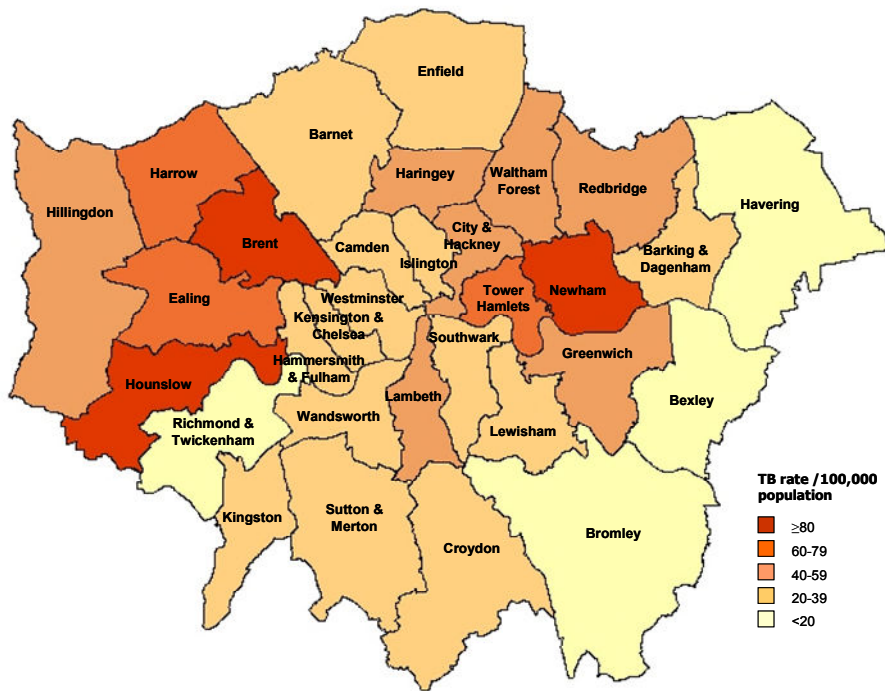 Enfield
Barnet
Harrow
Haringey
Waltham
Forest
Redbridge
Hillingdon
Havering
Brent
Camden
Islington
City &
Hackney
Barking &
Dagenham
Ealing
Westminster
Kensington &
Chelsea
Tower
Hamlets
Newham
Southwark
Greenwich
Hounslow
Hammersmith
& Fulham
Lambeth
Bexley
Richmond &
Twickenham
Wandsworth
Lewisham
Kingston
Sutton &
Merton
Croydon
Bromley
TB rate /100,000
population
≥80
60-79
40-59
20-39
<20